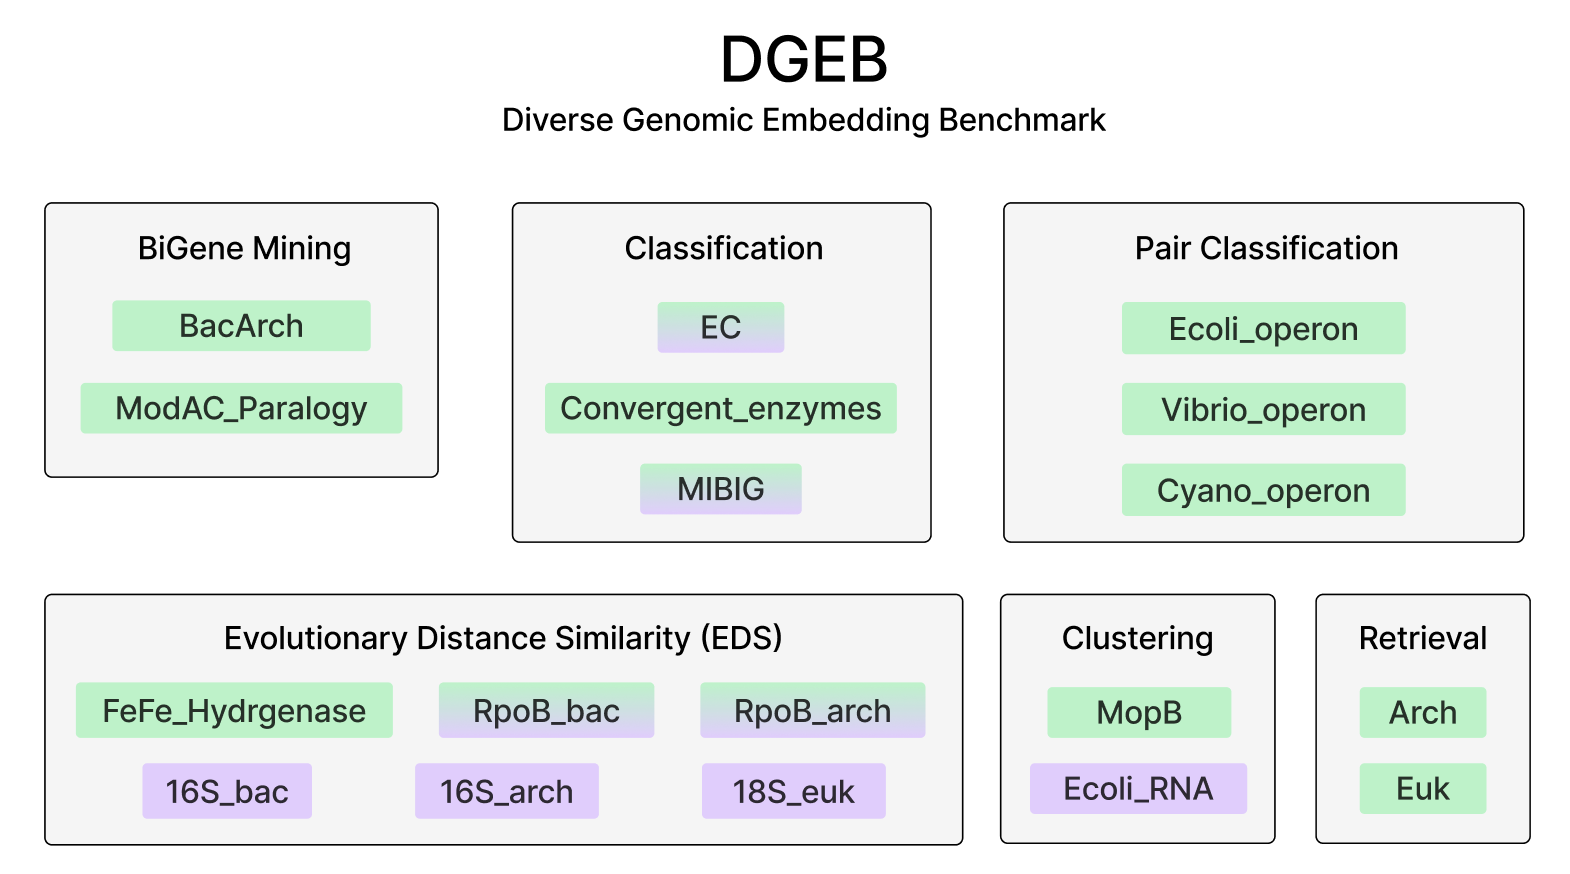 DGEB
Diverse Genomic Embedding Benchmark
BiGene Mining
BacArch
ModAC_Paralogy
Classification
EC
Convergent_enzymes
MIBIG
Pair Classification
Ecoli_operon
Vibrio_operon
Cyano_operon
Evolutionary Distance Similarity (EDS)
FeFe_Hydrgenase
RpoB_bac
RpoB_arch
16S_bac
16S_arch
18S_euk
Clustering
MopB
Ecoli_RNA
Retrieval
Arch
Euk